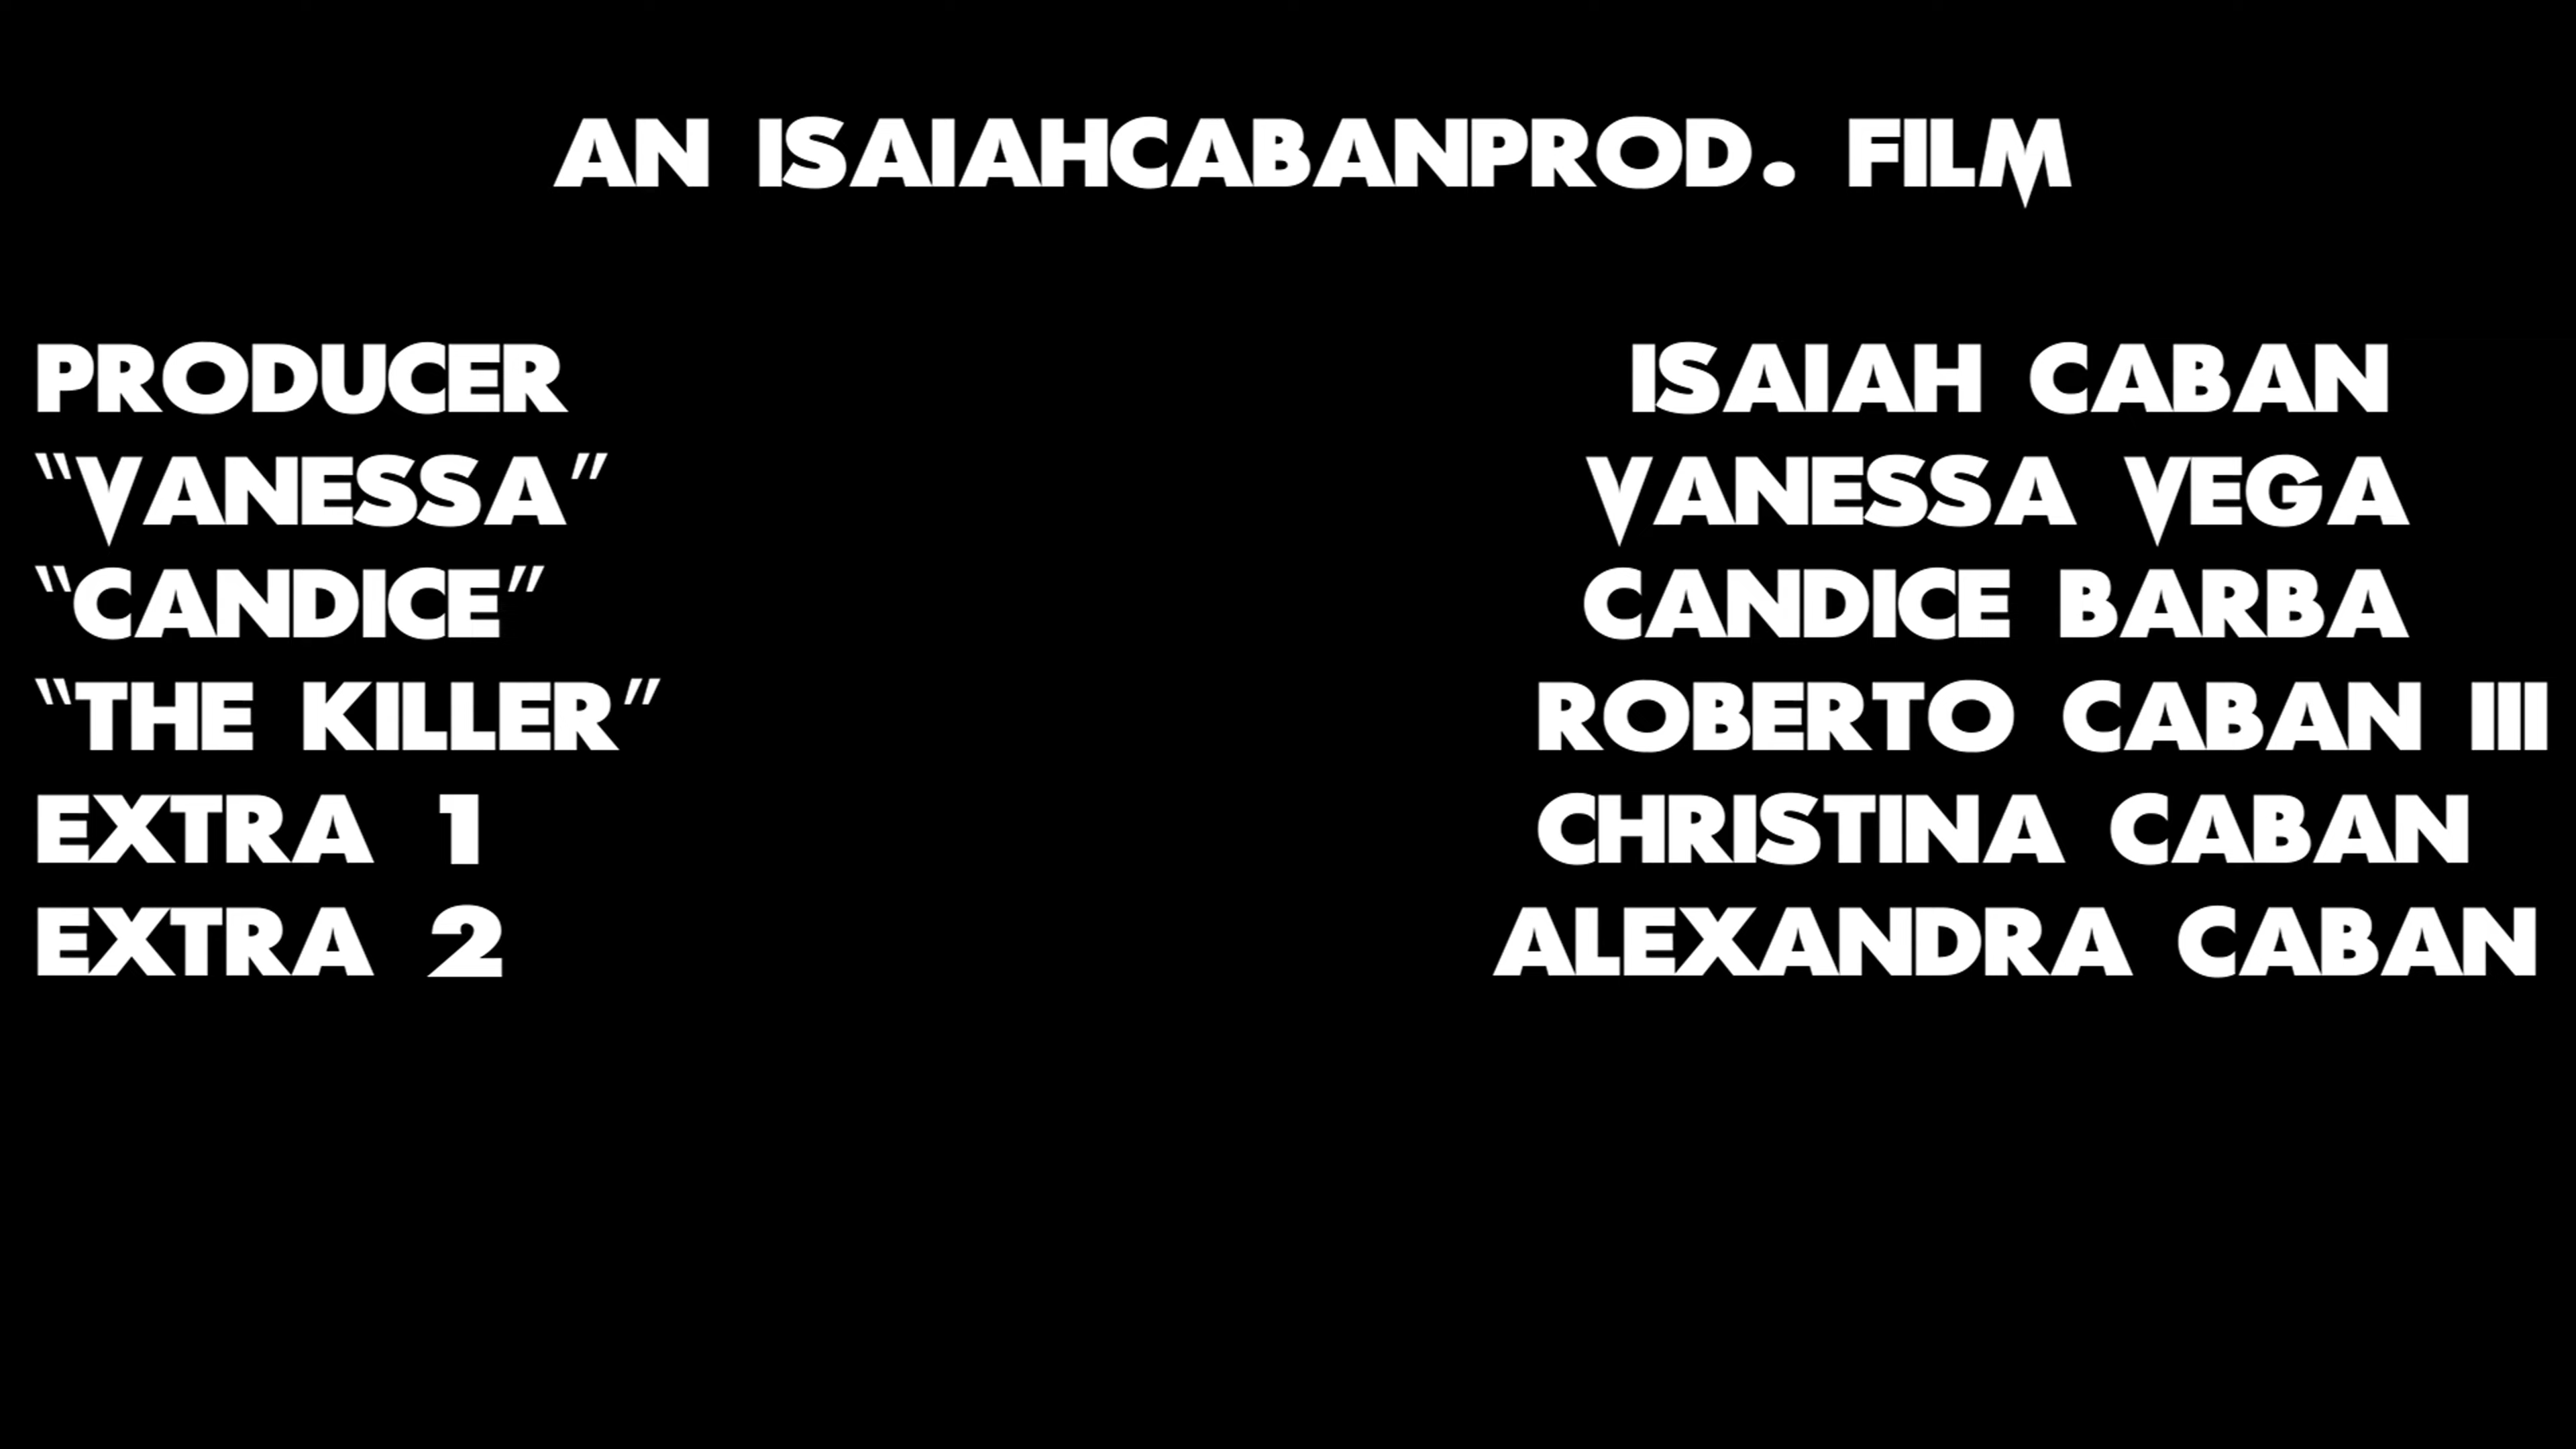 AN ISAIAHCABANPROD. FILM
PRODUCER ISAIAH CABAN
“VANESSA” VANESSA VEGA
“CANDICE” CANDICE BARBA
“THE KILLER” ROBERTO CABAN III
EXTRA 1 CHRISTINA CABAN
EXTRA 2 ALEXANDRA CABAN